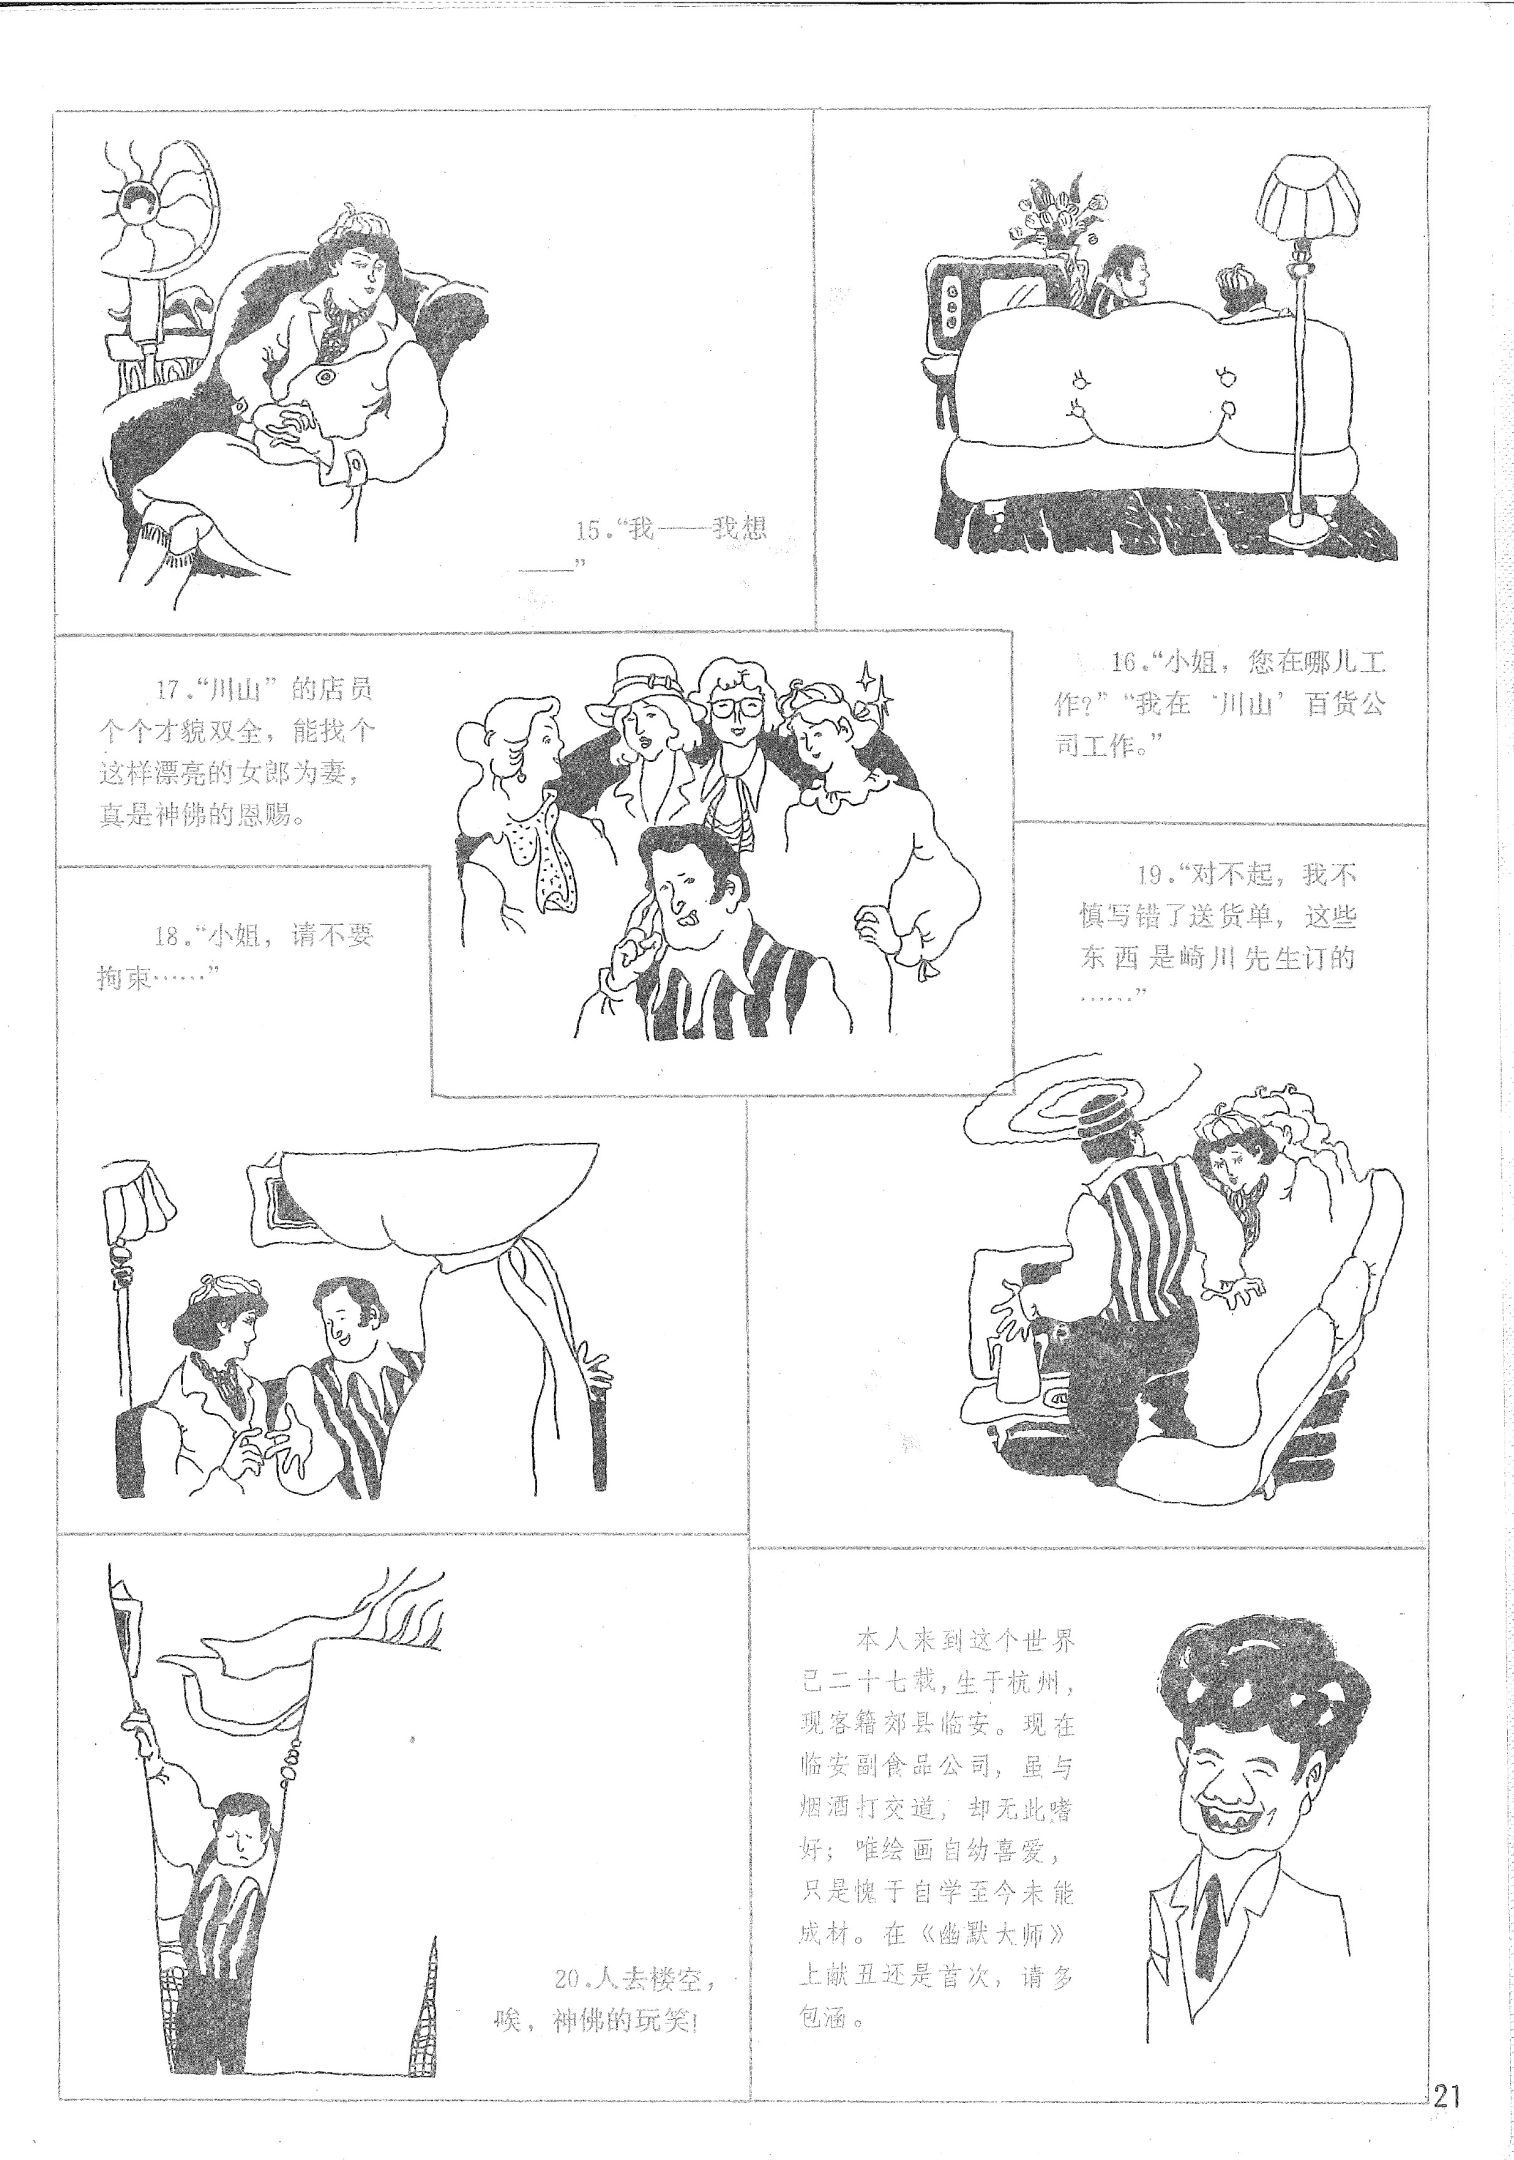 15.“我——我想
——”
16.“小姐，您在哪儿工
作？”“我在‘川山’百货公
司工作。”
17.“川山”的店员
个个才貌双全，能找个
这样漂亮的女郎为妻，
真是神佛的恩赐。
18.“小姐，请不要
拘束……”
19.“对不起，我不
慎写错了送货单，这些
东西是崎川先生订的
……”
20.人去楼空，
唉，神佛的玩笑！
本人来到这个世界
已二十七载，生于杭州，
现客籍郊县临安。现在
临安副食品公司，虽与
烟酒打交道，却无此嗜
好；唯绘画自幼喜爱，
只是愧于自学至今未能
成材。在《幽默大师》
上献丑还是首次，请多
包涵。
21